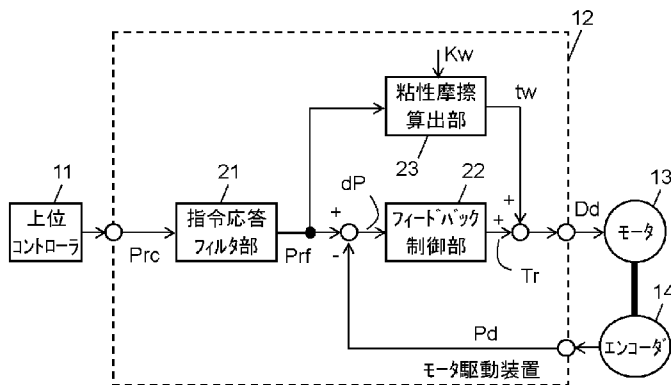 12
Kw
粘性摩擦
算出部
tw
23
11
21
dP
22
13
上位
コントローラ
指令応答
フィルタ部
+
-
フィードバック
制御部
+
+
Dd
モータ
Prc
Prf
Tr
14
Pd
エンコーダ
モータ駆動装置